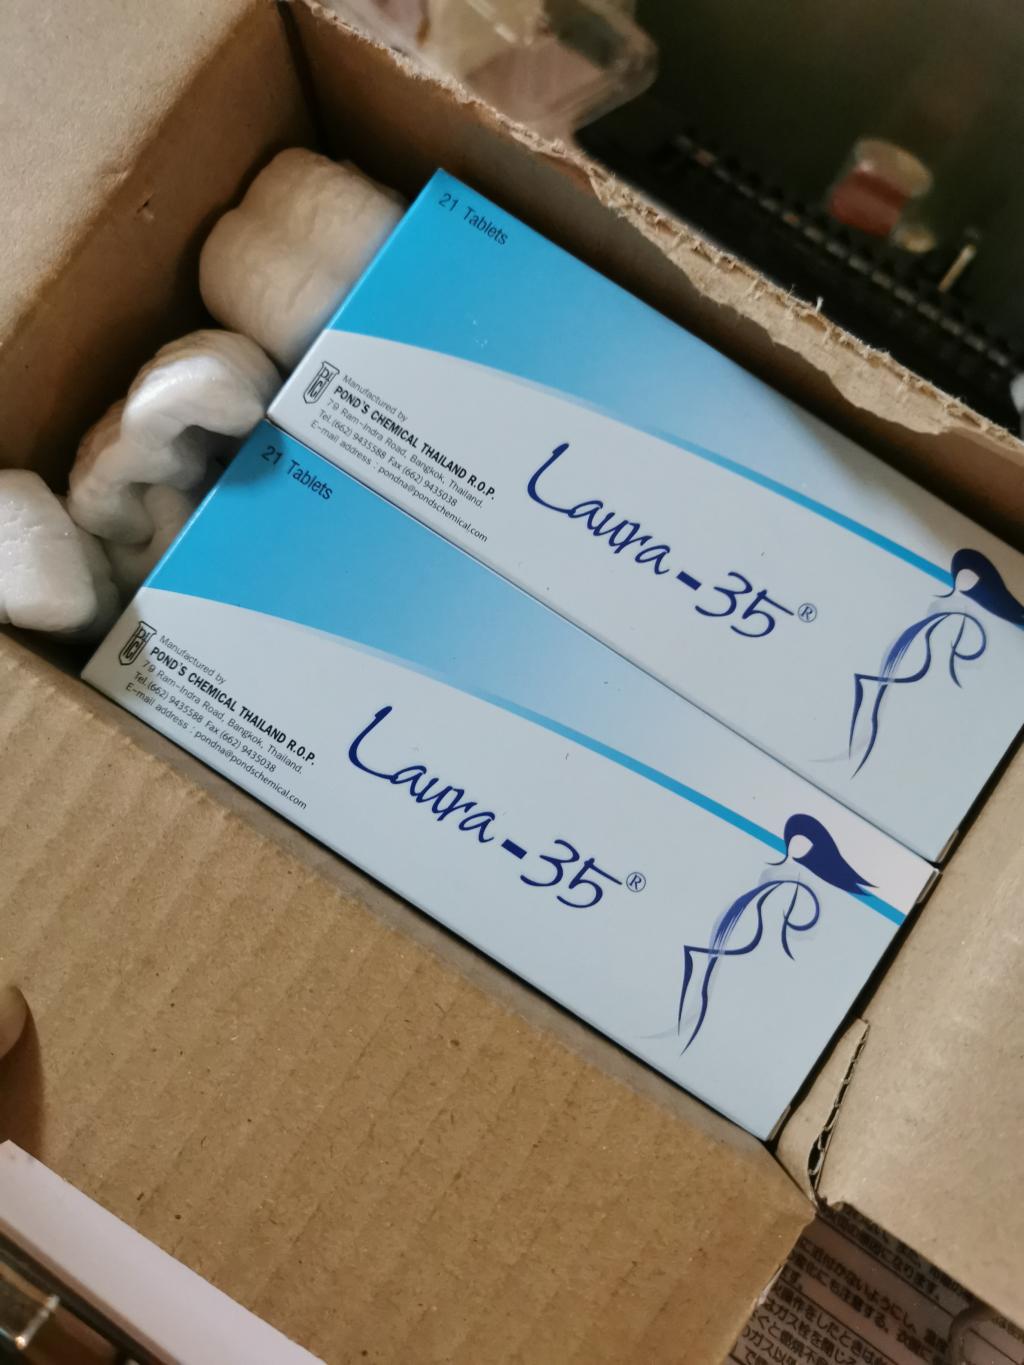 21 Tablets
Manufactured by
POND'S CHEMICAL THAILAND R.O.P.
79 Ram-Indra Road, Bangkok, Thailand.
Tel.(662) 9435588 Fax (662) 9435038
E-mail address : pondna@pondschemical.com
Laura-35®
21 Tablets
Manufactured by
POND'S CHEMICAL THAILAND R.O.P.
79 Ram-Indra Road, Bangkok, Thailand.
Tel.(662) 9435588 Fax (662) 9435038
E-mail address : pondna@pondschemical.com
Laura-35®